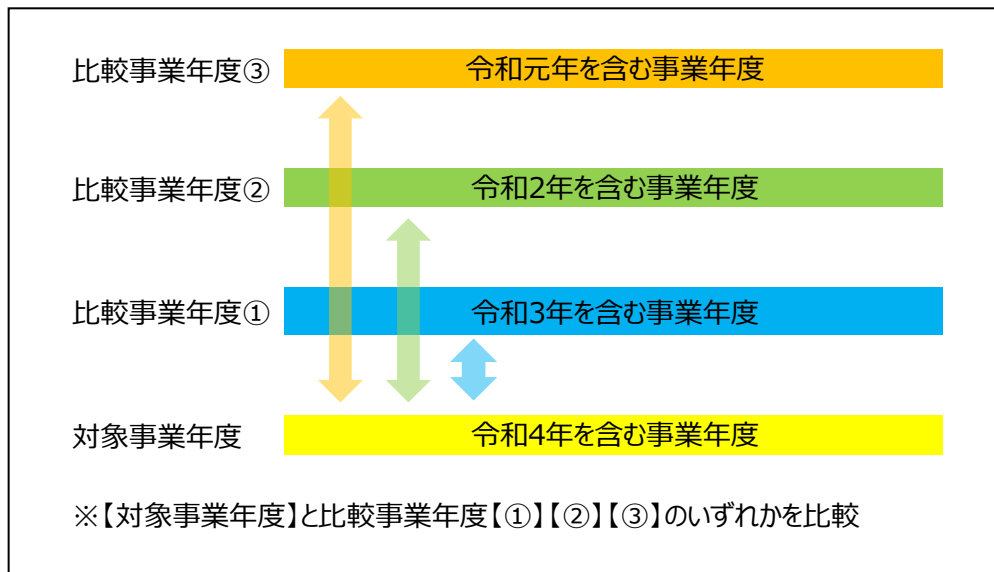 比較事業年度③ 令和元年を含む事業年度
比較事業年度② 令和2年を含む事業年度
比較事業年度① 令和3年を含む事業年度
対象事業年度 令和4年を含む事業年度
※【対象事業年度】と比較事業年度【①】【②】【③】のいずれかを比較